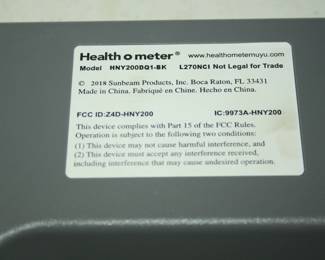 Health o meter® www.healthometernuyu.com
Model HNY200DQ1-BK L270NCI Not Legal for Trade
© 2018 Sunbeam Products, Inc. Boca Raton, FL 33431
Made in China. Fabriqué en Chine. Hecho en China.
FCC ID:Z4D-HNY200 IC:9973A-HNY200
This device complies with Part 15 of the FCC Rules.
Operation is subject to the following two conditions:
(1) This device may not cause harmful interference, and
(2) This device must accept any interference received,
including interference that may cause undesired operation.